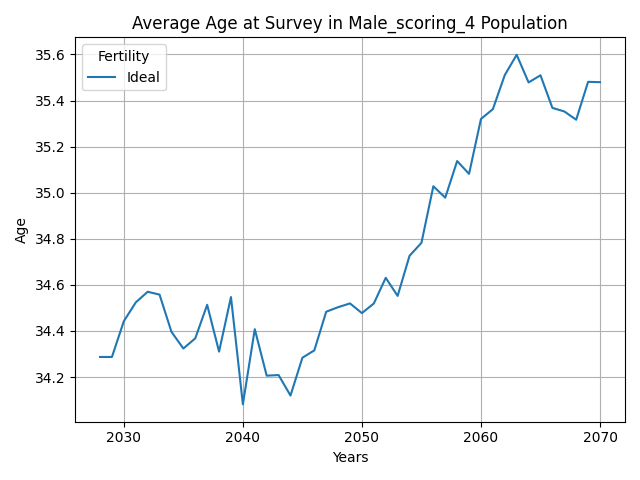 Average Age at Survey in Male_scoring_4 Population
Fertility
Ideal
35.6
35.4
35.2
35.0
34.8
34.6
34.4
34.2
Age
2030 2040 2050 2060 2070
Years